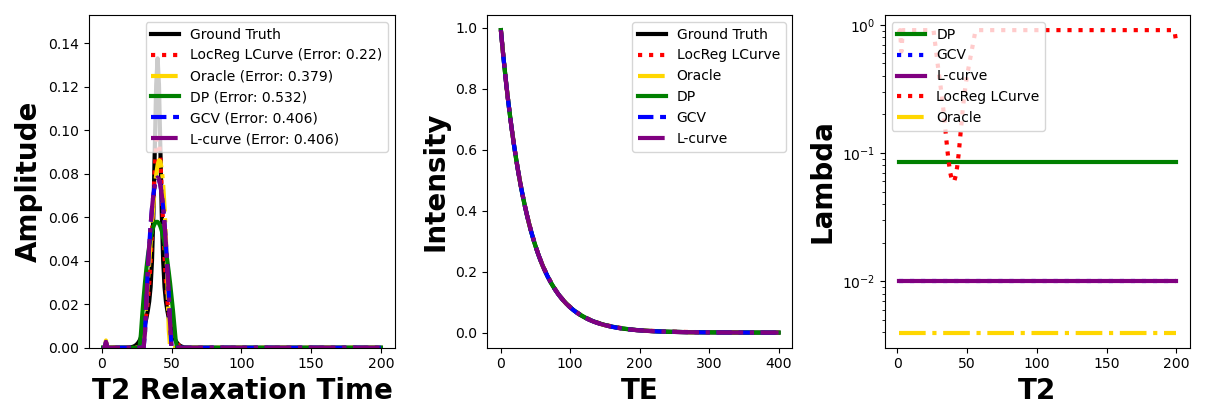 Amplitude
0.14
0.12
0.10
0.08
0.06
0.04
0.02
0.00
0 50 100 150 200
T2 Relaxation Time
Ground Truth
LocReg LCurve (Error: 0.22)
Oracle (Error: 0.379)
DP (Error: 0.532)
GCV (Error: 0.406)
L-curve (Error: 0.406)
Intensity
1.0
0.8
0.6
0.4
0.2
0.0
0 100 200 300 400
TE
Ground Truth
LocReg LCurve
Oracle
DP
GCV
L-curve
Lambda
10⁰
10⁻¹
10⁻²
0 50 100 150 200
T2
DP
GCV
L-curve
LocReg LCurve
Oracle